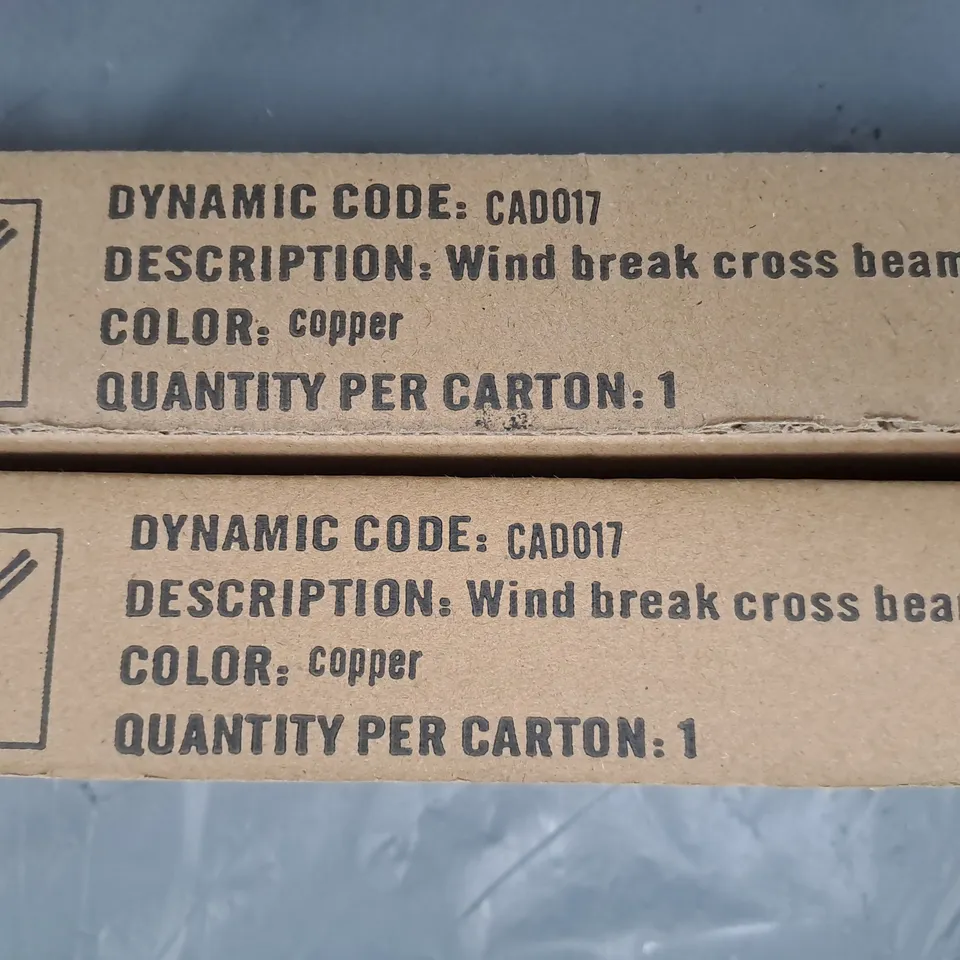 DYNAMIC CODE: CAD017
DESCRIPTION: Wind break cross beam
COLOR: copper
QUANTITY PER CARTON: 1
DYNAMIC CODE: CAD017
DESCRIPTION: Wind break cross
COLOR: copper
QUANTITY PER CARTON: 1